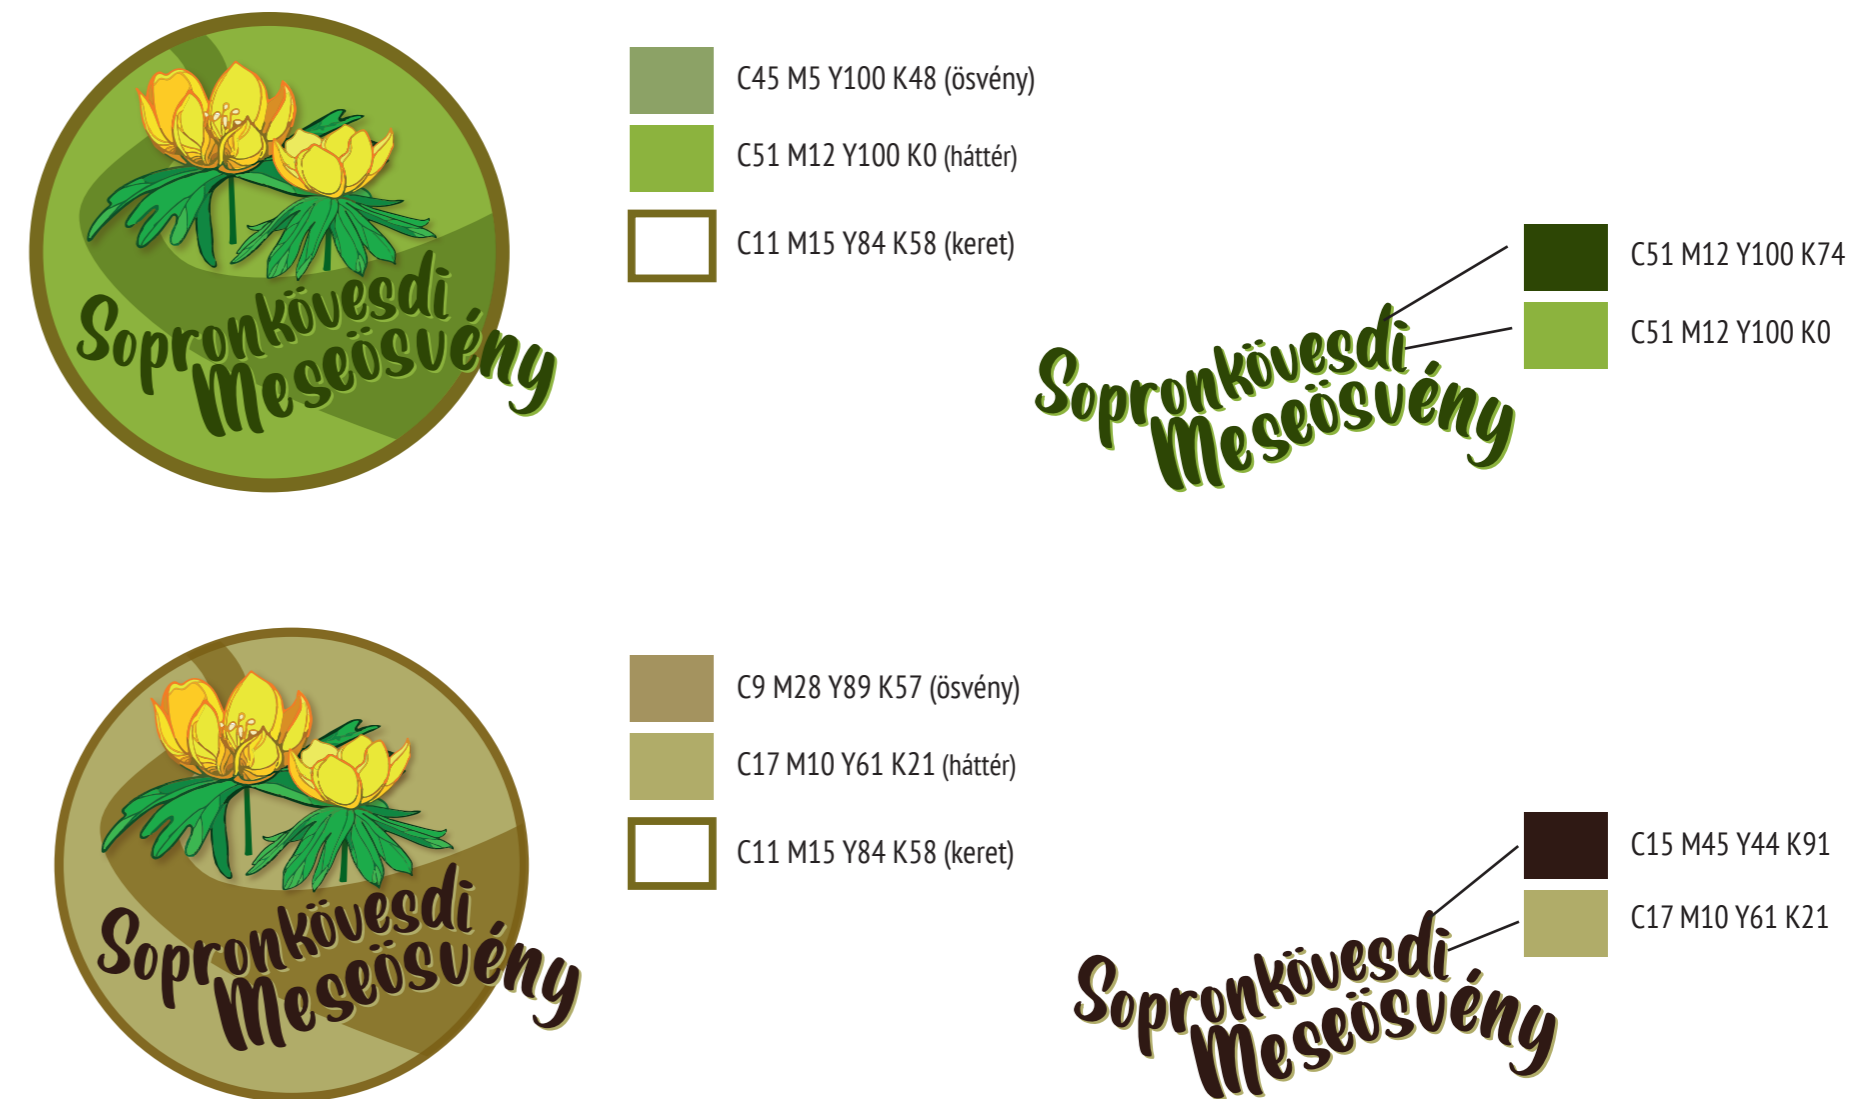 Sopronkövesdi
Meseösvény
C45 M5 Y100 K48 (ösvény)
C51 M12 Y100 K0 (háttér)
C11 M15 Y84 K58 (keret)
Sopronkövesdi
Meseösvény
C51 M12 Y100 K74
C51 M12 Y100 K0
Sopronkövesdi
Meseösvény
C9 M28 Y89 K57 (ösvény)
C17 M10 Y61 K21 (háttér)
C11 M15 Y84 K58 (keret)
Sopronkövesdi
Meseösvény
C15 M45 Y44 K91
C17 M10 Y61 K21